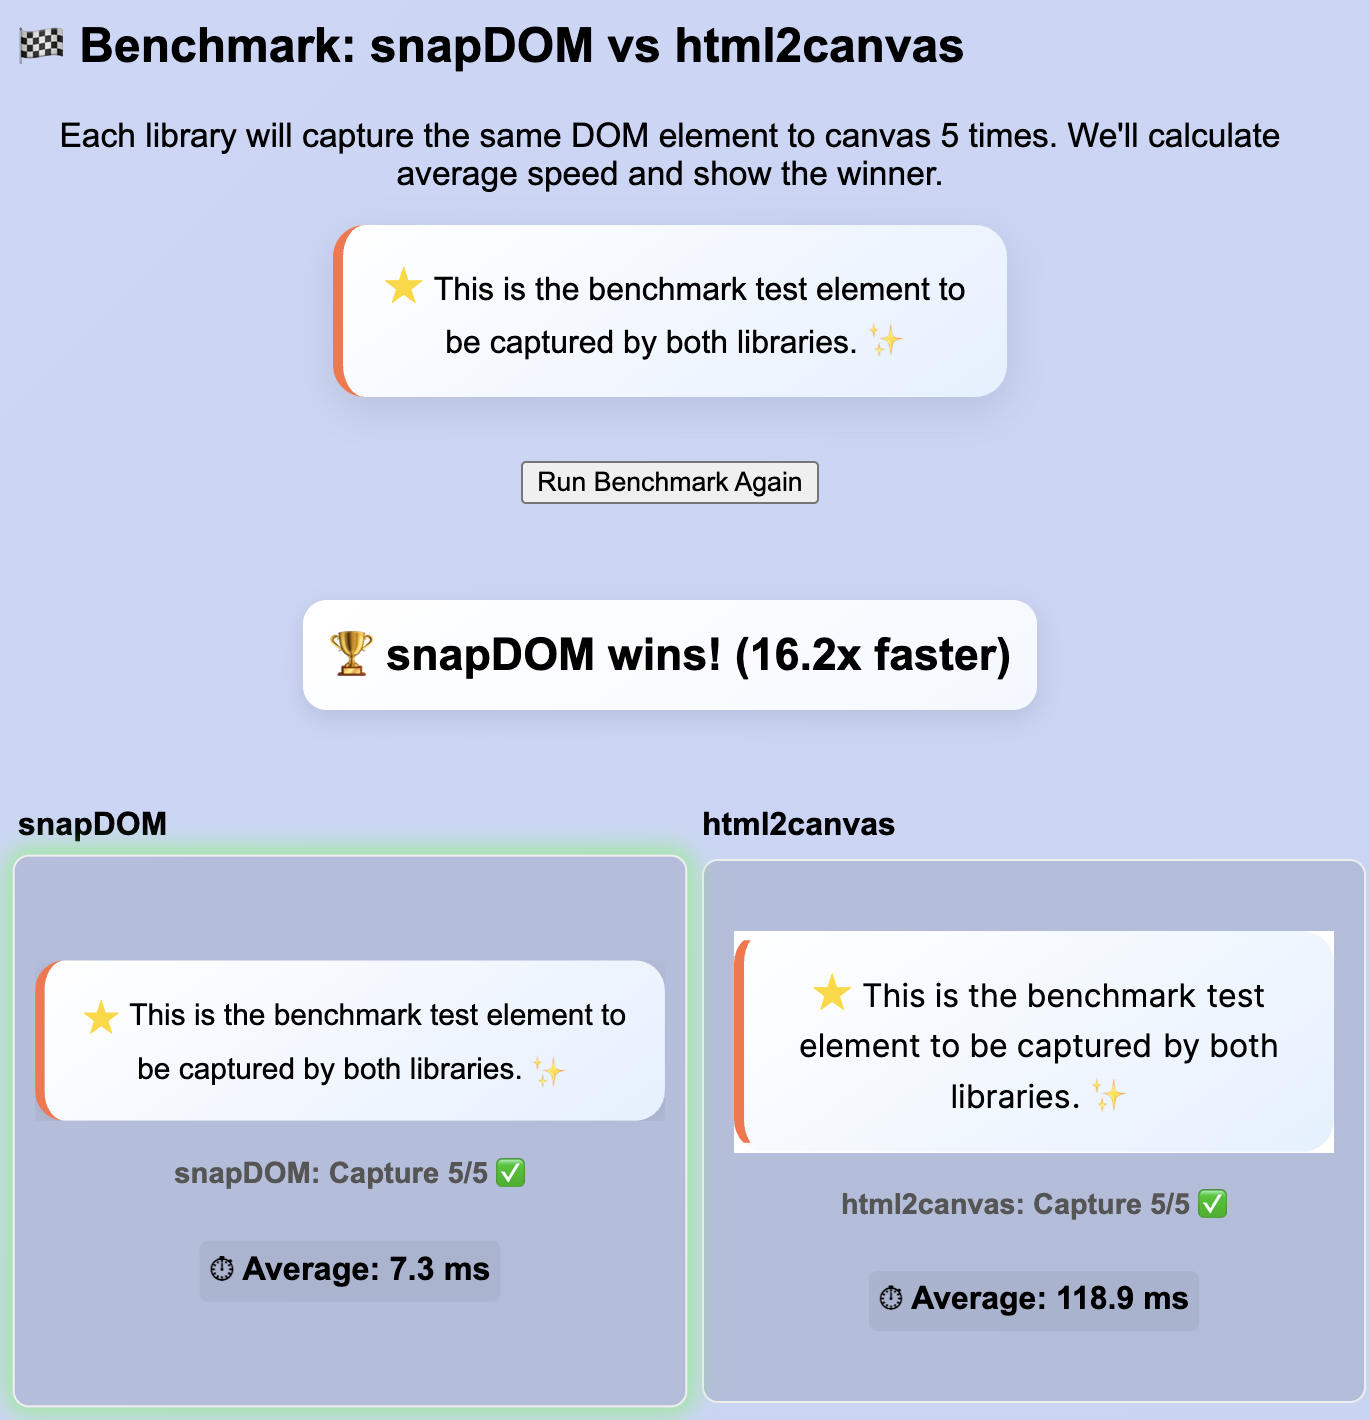 🏁 Benchmark: snapDOM vs html2canvas
Each library will capture the same DOM element to canvas 5 times. We'll calculate
average speed and show the winner.
⭐ This is the benchmark test element to
be captured by both libraries. ✨
Run Benchmark Again
🏆 snapDOM wins! (16.2x faster)
snapDOM
⭐ This is the benchmark test element to
be captured by both libraries. ✨
snapDOM: Capture 5/5 ✅
⏱ Average: 7.3 ms
html2canvas
⭐ This is the benchmark test
element to be captured by both
libraries. ✨
html2canvas: Capture 5/5 ✅
⏱ Average: 118.9 ms